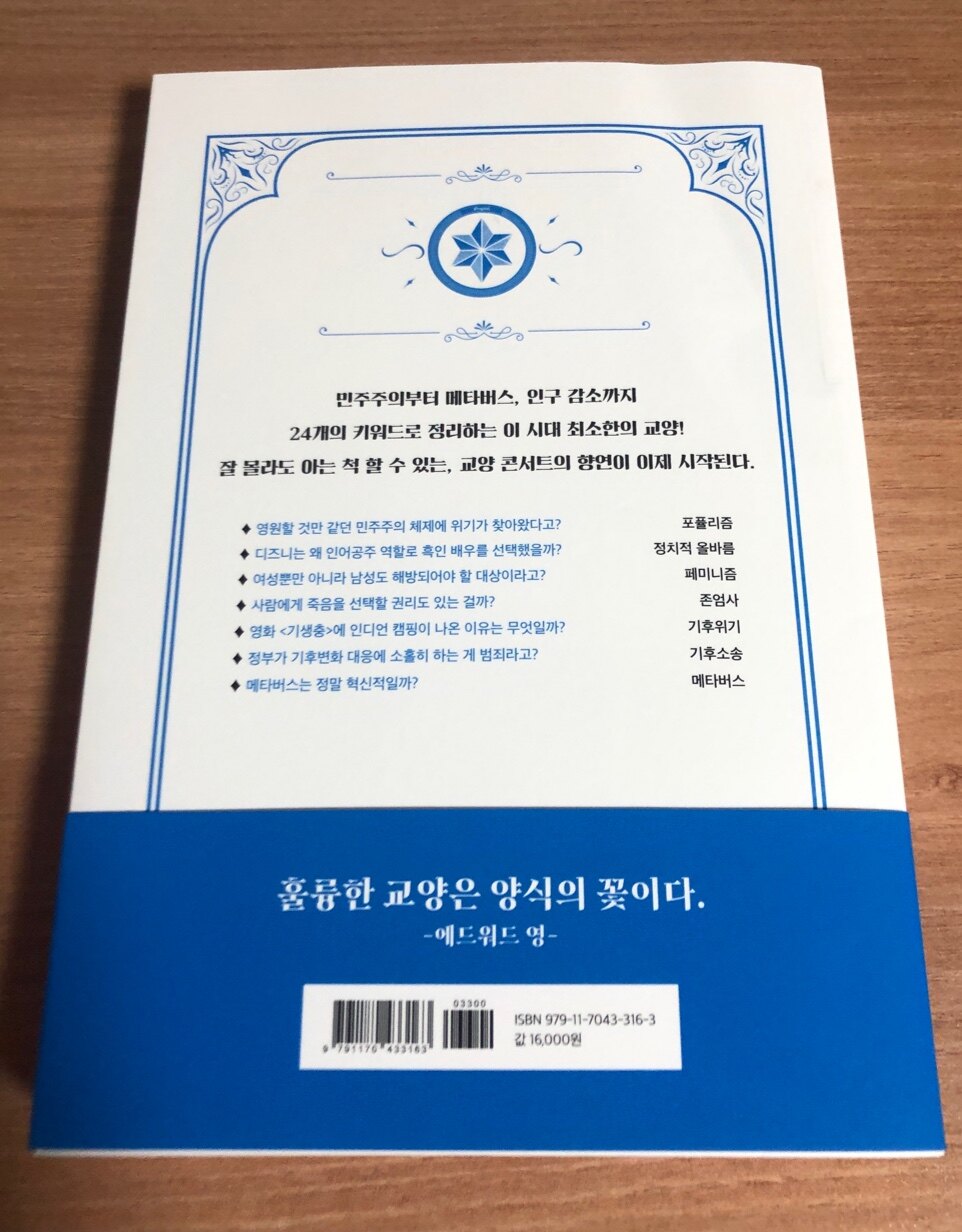 민주주의부터 메타버스, 인구 감소까지
24개의 키워드로 정리하는 이 시대 최소한의 교양!
잘 몰라도 아는 척 할 수 있는, 교양 콘서트의 향연이 이제 시작된다.
♦ 영원할 것만 같던 민주주의 체제에 위기가 찾아왔다고? 포퓰리즘
♦ 디즈니는 왜 인어공주 역할로 흑인 배우를 선택했을까? 정치적 올바름
♦ 여성뿐만 아니라 남성도 해방되어야 할 대상이라고? 페미니즘
♦ 사람에게 죽음을 선택할 권리도 있는 걸까? 존엄사
♦ 영화 <기생충>에 인디언 캠핑이 나온 이유는 무엇일까? 기후위기
♦ 정부가 기후변화 대응에 소홀히 하는 게 범죄라고? 기후소송
♦ 메타버스는 정말 혁신적일까? 메타버스
훌륭한 교양은 양식의 꽃이다.
-에드워드 영-
03300
ISBN 979-11-7043-316-3
값 16,000원
9 791170 433163